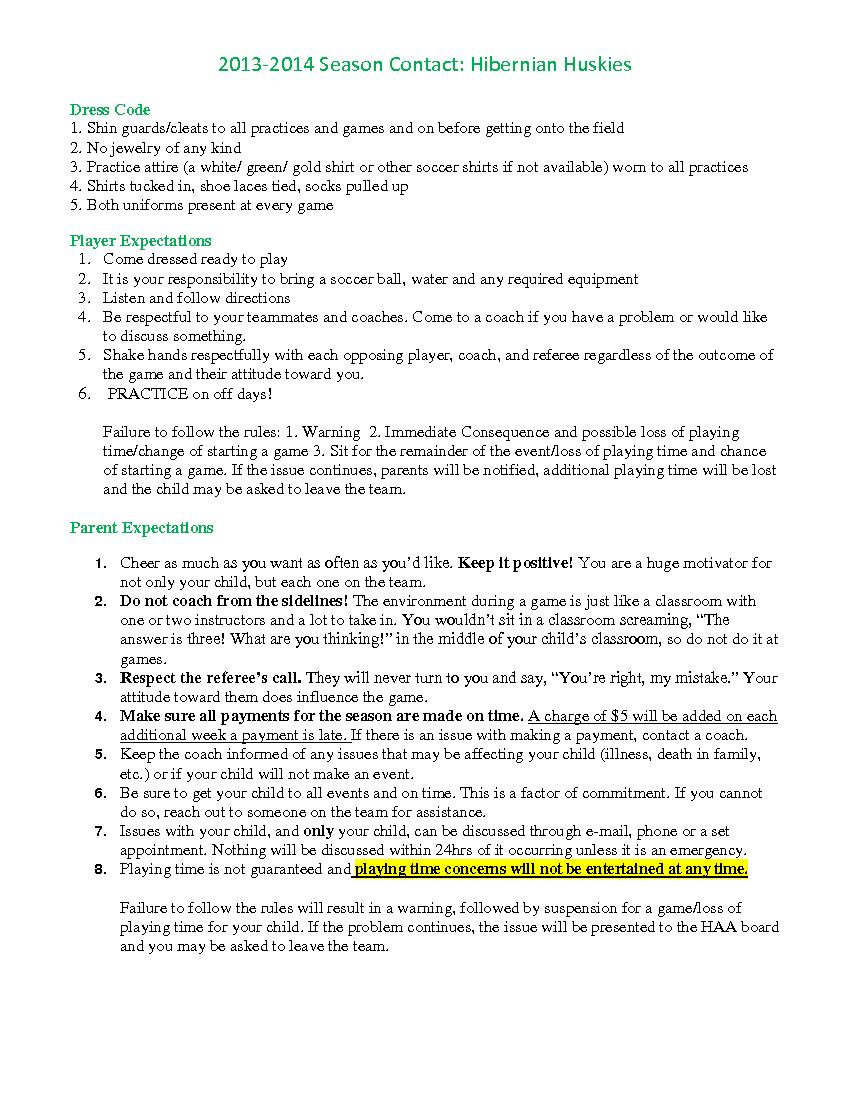 2013-2014 Season Contact: Hibernian Huskies
Dress Code
1. Shin guards/cleats to all practices and games and on before getting onto the field
2. No jewelry of any kind
3. Practice attire (a white/ green/ gold shirt or other soccer shirts if not available) worn to all practices
4. Shirts tucked in, shoe laces tied, socks pulled up
5. Both uniforms present at every game
Player Expectations
1. Come dressed ready to play
2. It is your responsibility to bring a soccer ball, water and any required equipment
3. Listen and follow directions
4. Be respectful to your teammates and coaches. Come to a coach if you have a problem or would like
to discuss something.
5. Shake hands respectfully with each opposing player, coach, and referee regardless of the outcome of
the game and their attitude toward you.
6. PRACTICE on off days!
Failure to follow the rules: 1. Warning 2. Immediate Consequence and possible loss of playing
time/change of starting a game 3. Sit for the remainder of the event/loss of playing time and chance
of starting a game. If the issue continues, parents will be notified, additional playing time will be lost
and the child may be asked to leave the team.
Parent Expectations
1. Cheer as much as you want as often as you’d like. Keep it positive! You are a huge motivator for
not only your child, but each one on the team.
2. Do not coach from the sidelines! The environment during a game is just like a classroom with
one or two instructors and a lot to take in. You wouldn’t sit in a classroom screaming, “The
answer is three! What are you thinking!” in the middle of your child’s classroom, so do not do it at
games.
3. Respect the referee’s call. They will never turn to you and say, “You’re right, my mistake.” Your
attitude toward them does influence the game.
4. Make sure all payments for the season are made on time. A charge of $5 will be added on each
additional week a payment is late. If there is an issue with making a payment, contact a coach.
5. Keep the coach informed of any issues that may be affecting your child (illness, death in family,
etc.) or if your child will not make an event.
6. Be sure to get your child to all events and on time. This is a factor of commitment. If you cannot
do so, reach out to someone on the team for assistance.
7. Issues with your child, and only your child, can be discussed through e-mail, phone or a set
appointment. Nothing will be discussed within 24hrs of it occurring unless it is an emergency.
8. Playing time is not guaranteed and playing time concerns will not be entertained at any time.
Failure to follow the rules will result in a warning, followed by suspension for a game/loss of
playing time for your child. If the problem continues, the issue will be presented to the HAA board
and you may be asked to leave the team.